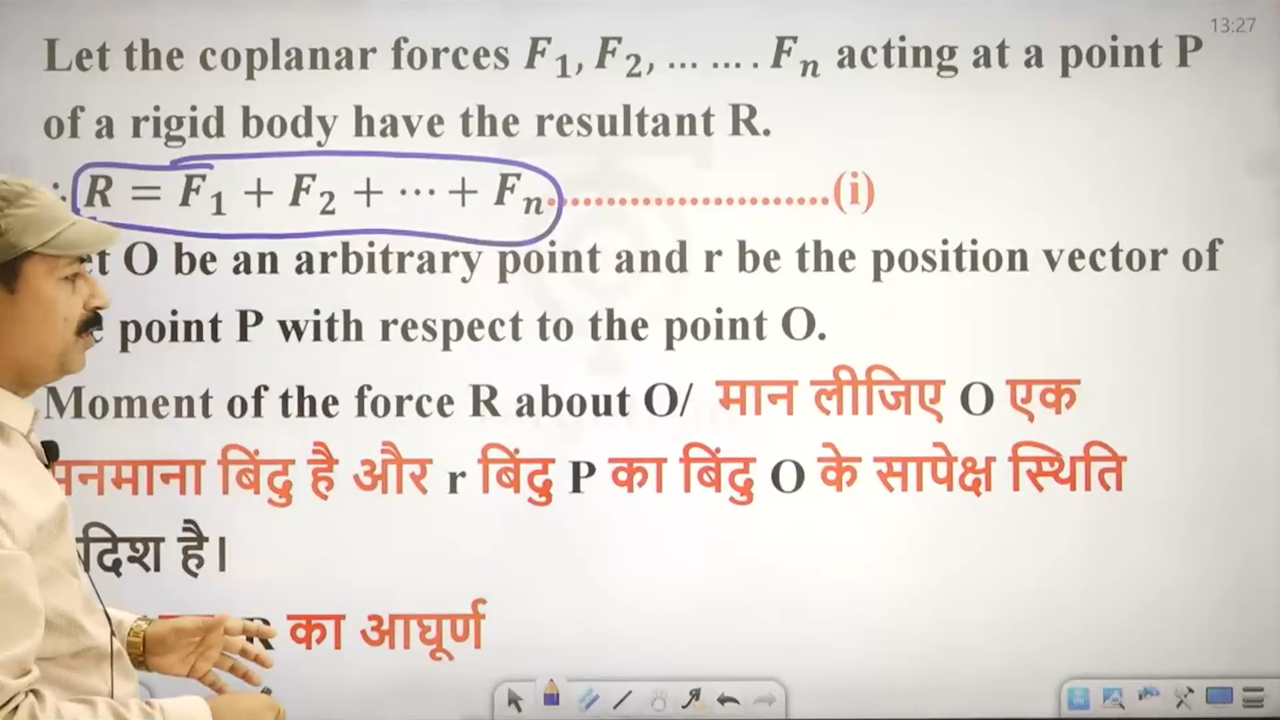 13:27
Let the coplanar forces F₁, F₂, ... ... . Fₙ acting at a point P
of a rigid body have the resultant R.
R = F₁ + F₂ + ⋯ + Fₙ..........................(i)
O be an arbitrary point and r be the position vector of
point P with respect to the point O.
Moment of the force R about O/ मान लीजिए O एक
मनमाना बिंदु है और r बिंदु P का बिंदु O के सापेक्ष स्थिति
है।
R का आघूर्ण